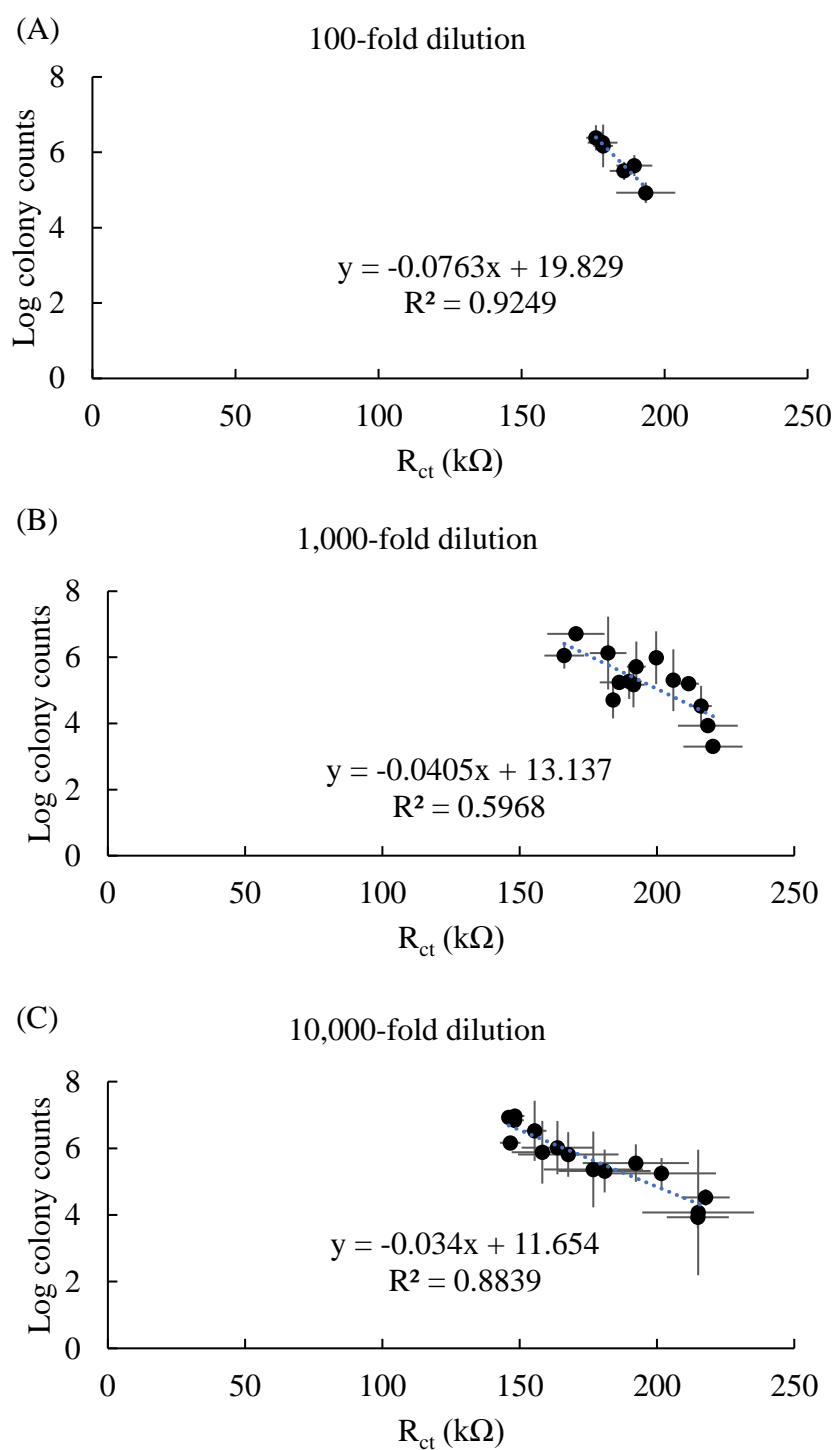 (A)
100-fold dilution
Log colony counts
8
6
4
2
0
y = -0.0763x + 19.829
R² = 0.9249
0 50 100 150 200 250
Rct (kΩ)
(B)
1,000-fold dilution
Log colony counts
8
6
4
2
0
y = -0.0405x + 13.137
R² = 0.5968
0 50 100 150 200 250
Rct (kΩ)
(C)
10,000-fold dilution
Log colony counts
8
6
4
2
0
y = -0.034x + 11.654
R² = 0.8839
0 50 100 150 200 250
Rct (kΩ)